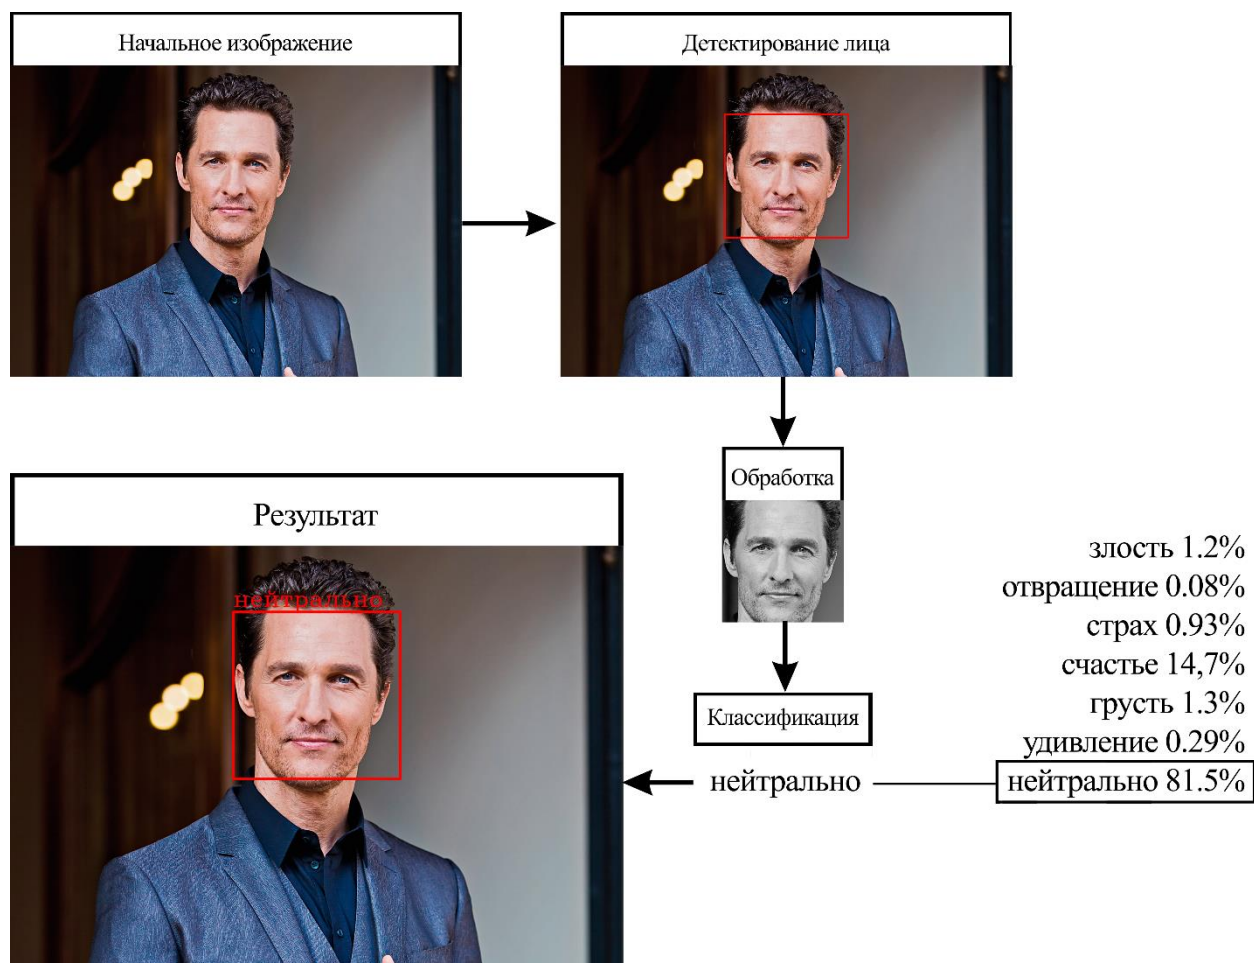 Начальное изображение
Детектирование лица
Обработка
Классификация
злость 1.2%
отвращение 0.08%
страх 0.93%
счастье 14,7%
грусть 1.3%
удивление 0.29%
нейтрально 81.5%
нейтрально
Результат
нейтрально